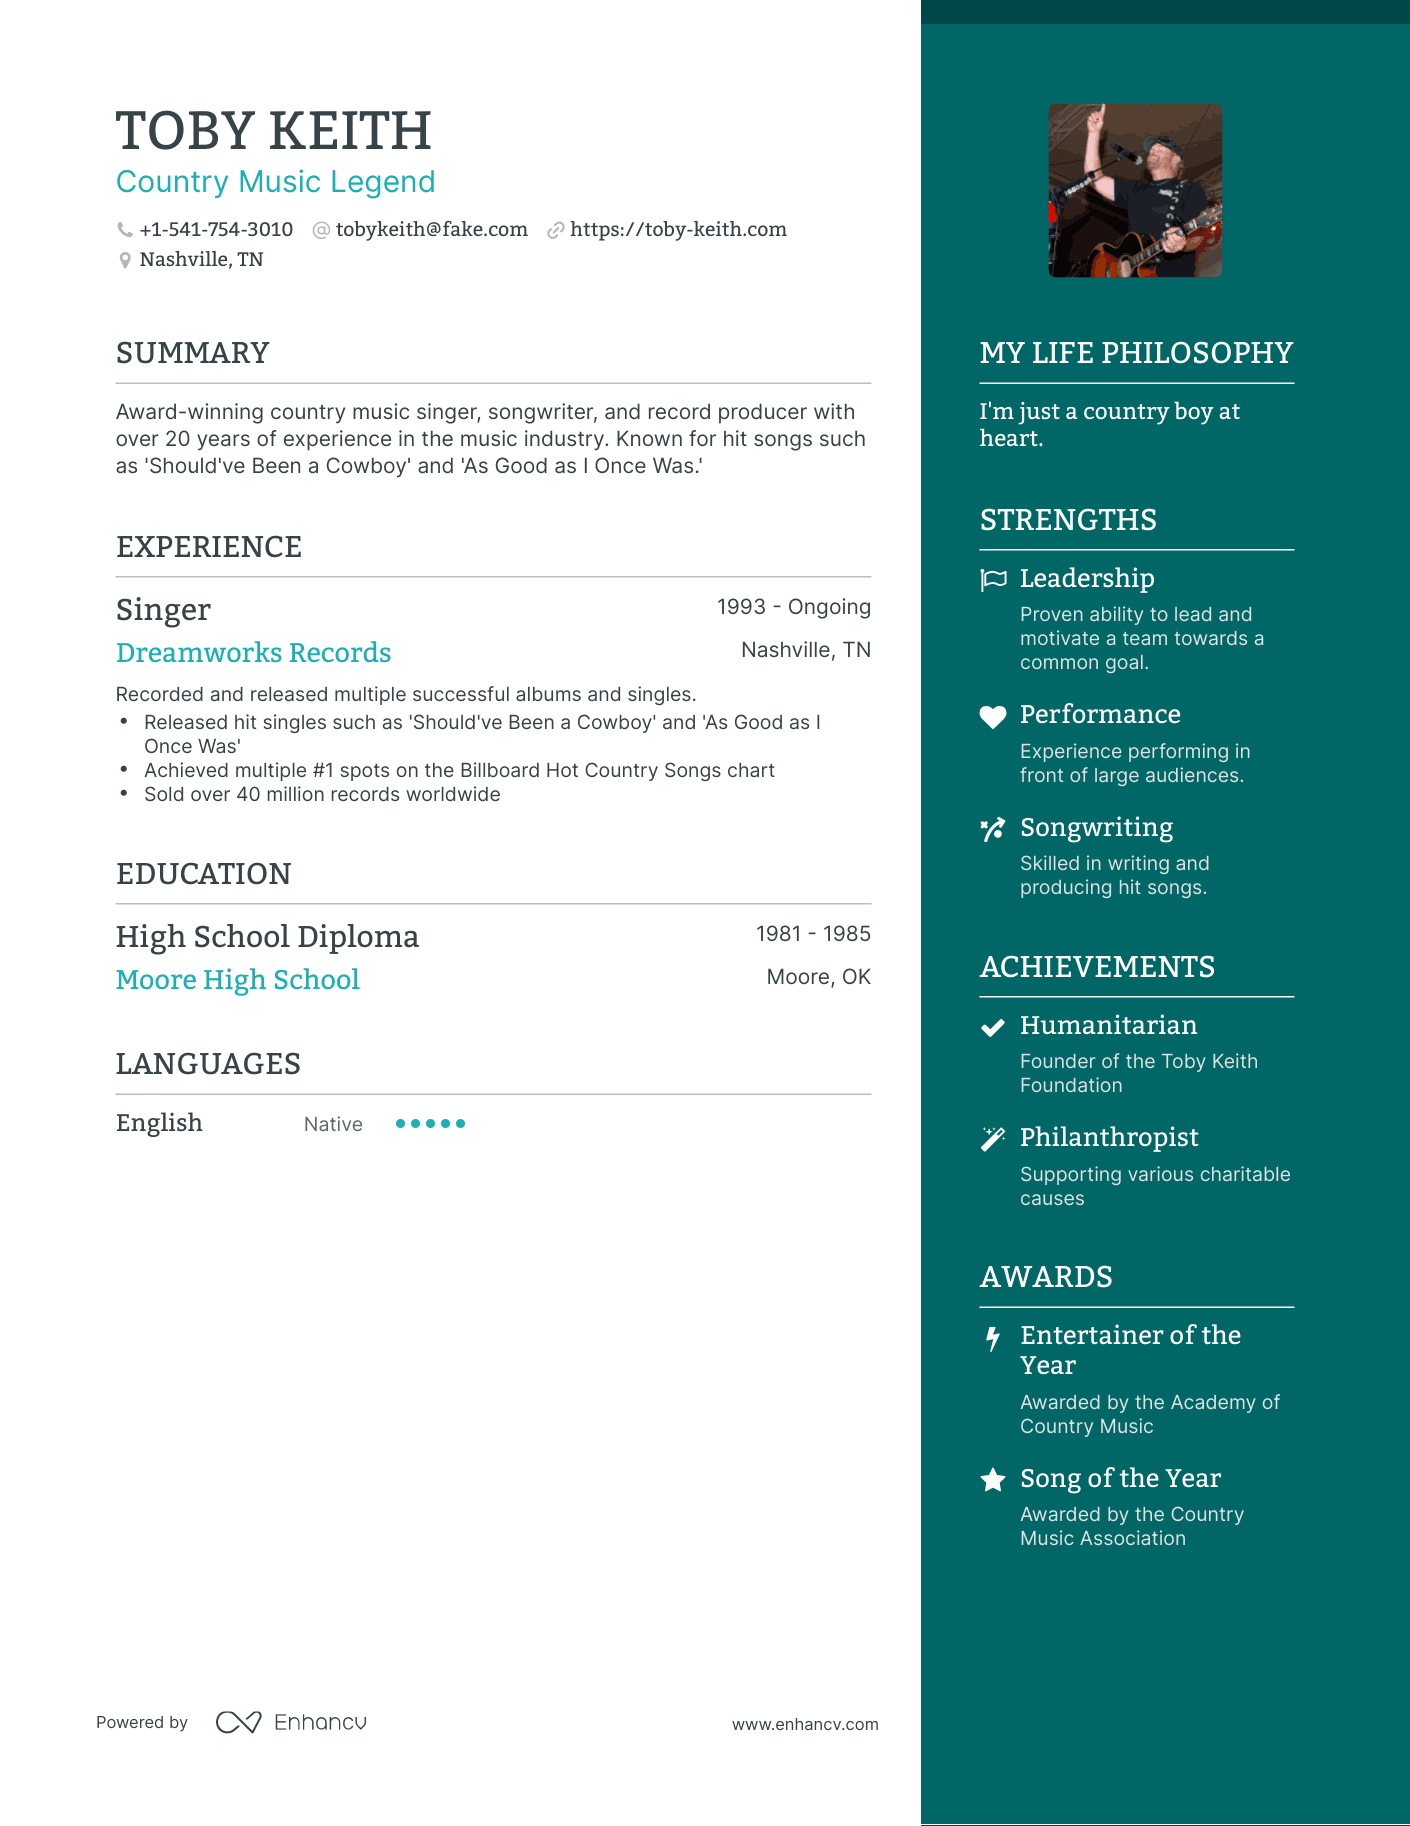 TOBY KEITH
Country Music Legend
+1-541-754-3010 @ tobykeith@fake.com https://toby-keith.com
Nashville, TN
SUMMARY
Award-winning country music singer, songwriter, and record producer with
over 20 years of experience in the music industry. Known for hit songs such
as 'Should've Been a Cowboy' and 'As Good as I Once Was.'
EXPERIENCE
Singer 1993 - Ongoing
Dreamworks Records Nashville, TN
Recorded and released multiple successful albums and singles.
• Released hit singles such as 'Should've Been a Cowboy' and 'As Good as I
Once Was'
• Achieved multiple #1 spots on the Billboard Hot Country Songs chart
• Sold over 40 million records worldwide
EDUCATION
High School Diploma 1981 - 1985
Moore High School Moore, OK
LANGUAGES
English Native
MY LIFE PHILOSOPHY
I'm just a country boy at
heart.
STRENGTHS
Leadership
Proven ability to lead and
motivate a team towards a
common goal.
Performance
Experience performing in
front of large audiences.
Songwriting
Skilled in writing and
producing hit songs.
ACHIEVEMENTS
Humanitarian
Founder of the Toby Keith
Foundation
Philanthropist
Supporting various charitable
causes
AWARDS
Entertainer of the
Year
Awarded by the Academy of
Country Music
Song of the Year
Awarded by the Country
Music Association
Powered by Enhancv www.enhancv.com